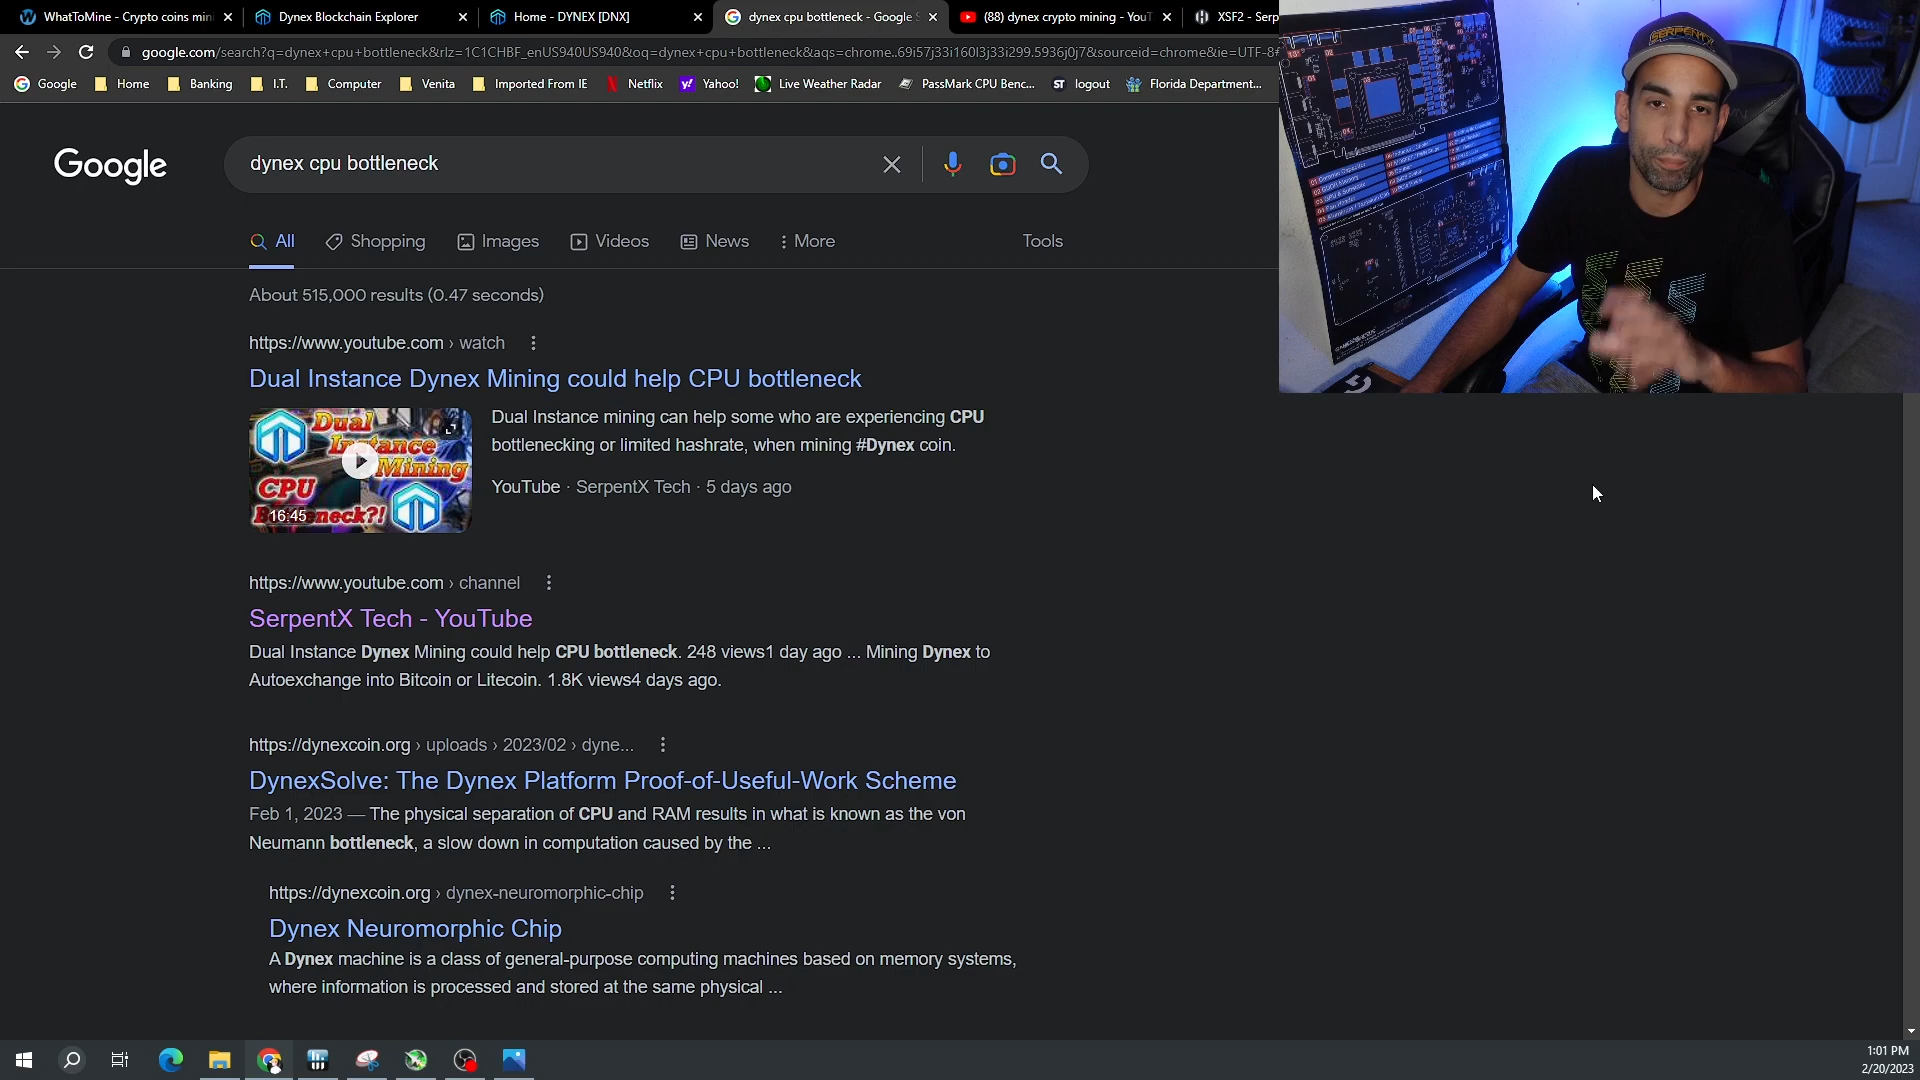 WhatToMine - Crypto coins min
Dynex Blockchain Explorer
Home - DYNEX [DNX]
dynex cpu bottleneck - Google S
(88) dynex crypto mining - YouT
XSF2 - Serp
google.com/search?q=dynex+cpu+bottleneck&rlz=1C1CHBF_enUS940US940&oq=dynex+cpu+bottleneck&aqs=chrome..69i57j33i160l3j33i299.5936j0j7&sourceid=chrome&ie=UTF-8#
Google Home Banking I.T. Computer Venita Imported From IE Netflix Yahoo! Live Weather Radar PassMark CPU Benc... ST logout Florida Department...
SERPENT
Google
dynex cpu bottleneck
All Shopping Images Videos News More Tools
About 515,000 results (0.47 seconds)
https://www.youtube.com › watch
Dual Instance Dynex Mining could help CPU bottleneck
Dual Instance Mining
CPU
16:45
Dual Instance mining can help some who are experiencing CPU
bottlenecking or limited hashrate, when mining #Dynex coin.
YouTube · SerpentX Tech · 5 days ago
https://www.youtube.com › channel
SerpentX Tech - YouTube
Dual Instance Dynex Mining could help CPU bottleneck. 248 views1 day ago ... Mining Dynex to
Autoexchange into Bitcoin or Litecoin. 1.8K views4 days ago.
https://dynexcoin.org › uploads › 2023/02 › dyne...
DynexSolve: The Dynex Platform Proof-of-Useful-Work Scheme
Feb 1, 2023 — The physical separation of CPU and RAM results in what is known as the von
Neumann bottleneck, a slow down in computation caused by the ...
https://dynexcoin.org › dynex-neuromorphic-chip
Dynex Neuromorphic Chip
A Dynex machine is a class of general-purpose computing machines based on memory systems,
where information is processed and stored at the same physical ...
1:01 PM
2/20/2023